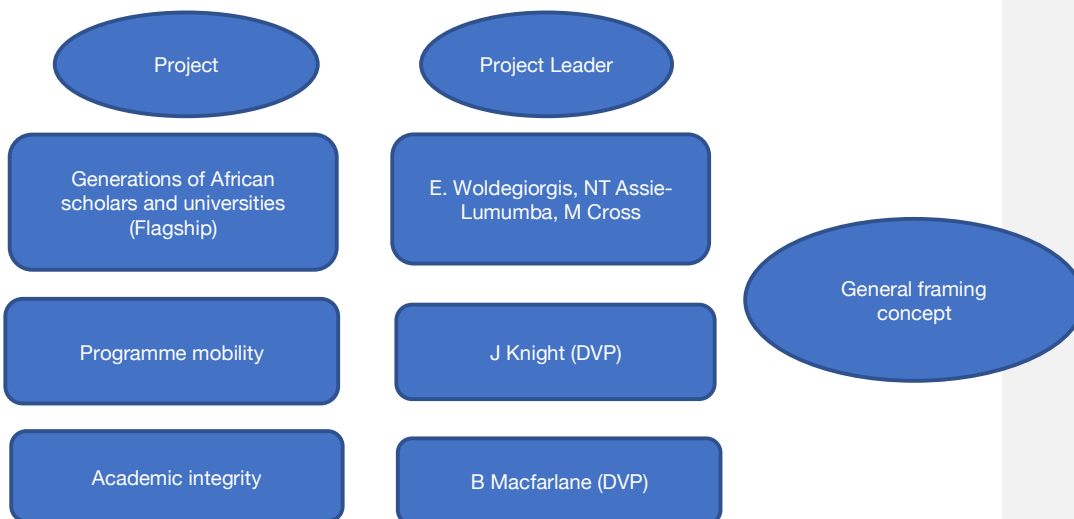 Project
Project Leader
Generations of African
scholars and universities
(Flagship)
E. Woldegiorgis, NT Assie-
Lumumba, M Cross
General framing
concept
Programme mobility
J Knight (DVP)
Academic integrity
B Macfarlane (DVP)